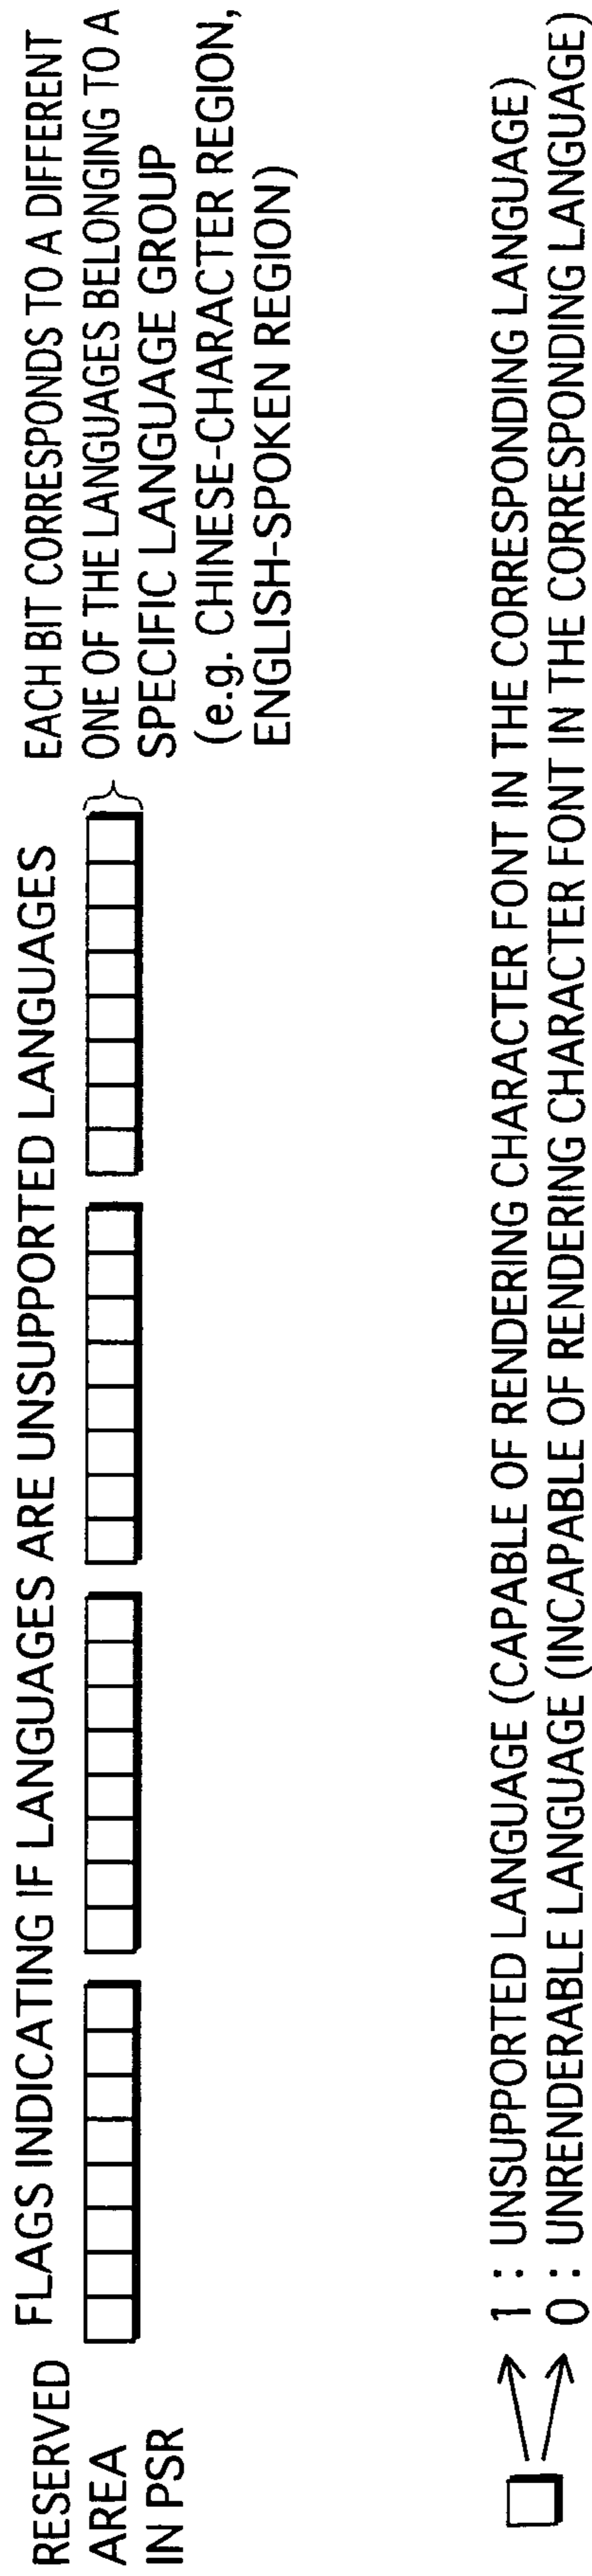 RESERVED
AREA
IN PSR
FLAGS INDICATING IF LANGUAGES ARE UNSUPPORTED LANGUAGES
EACH BIT CORRESPONDS TO A DIFFERENT
ONE OF THE LANGUAGES BELONGING TO A
SPECIFIC LANGUAGE GROUP
(e.g. CHINESE-CHARACTER REGION,
ENGLISH-SPOKEN REGION)
1 : UNSUPPORTED LANGUAGE (CAPABLE OF RENDERING CHARACTER FONT IN THE CORRESPONDING LANGUAGE)
0 : UNRENDERABLE LANGUAGE (INCAPABLE OF RENDERING CHARACTER FONT IN THE CORRESPONDING LANGUAGE)